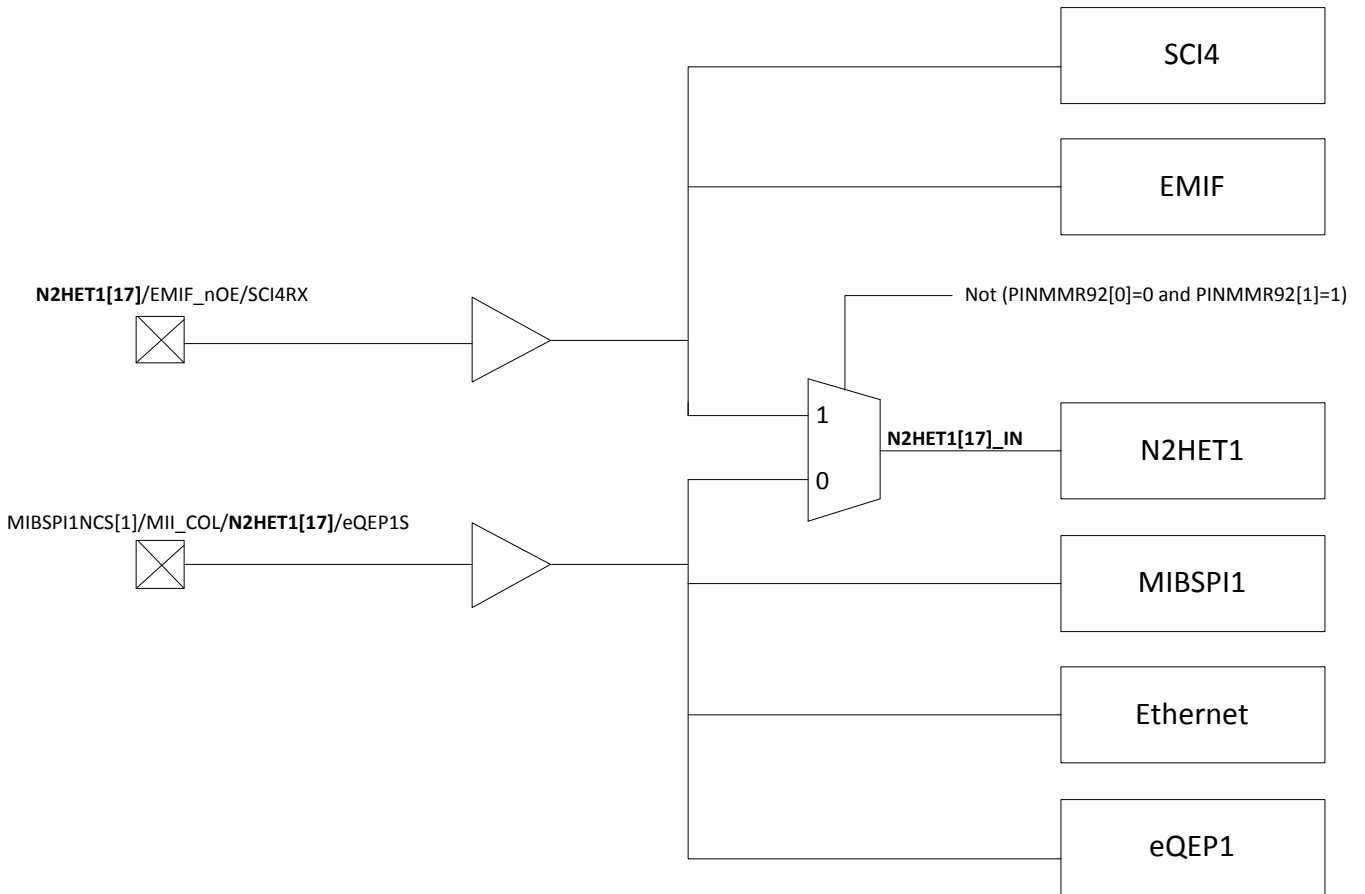 SCI4
EMIF
N2HET1[17]/EMIF_nOE/SCI4RX
Not (PINMMR92[0]=0 and PINMMR92[1]=1)
1
N2HET1[17]_IN
N2HET1
0
MIBSPI1NCS[1]/MII_COL/N2HET1[17]/eQEP1S
MIBSPI1
Ethernet
eQEP1